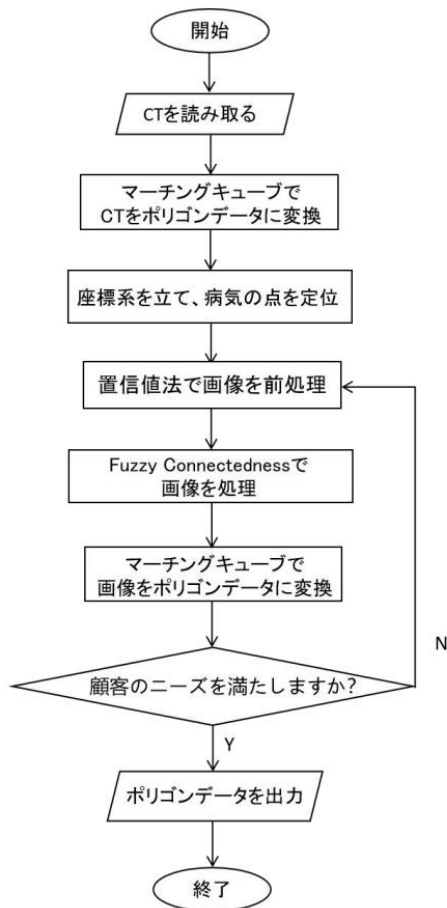 開始
CTを読み取る
マーチングキューブで
CTをポリゴンデータに変換
座標系を立て、病気の点を定位
置信値法で画像を前処理
Fuzzy Connectednessで
画像を処理
マーチングキューブで
画像をポリゴンデータに変換
N
顧客のニーズを満たしますか?
Y
ポリゴンデータを出力
終了